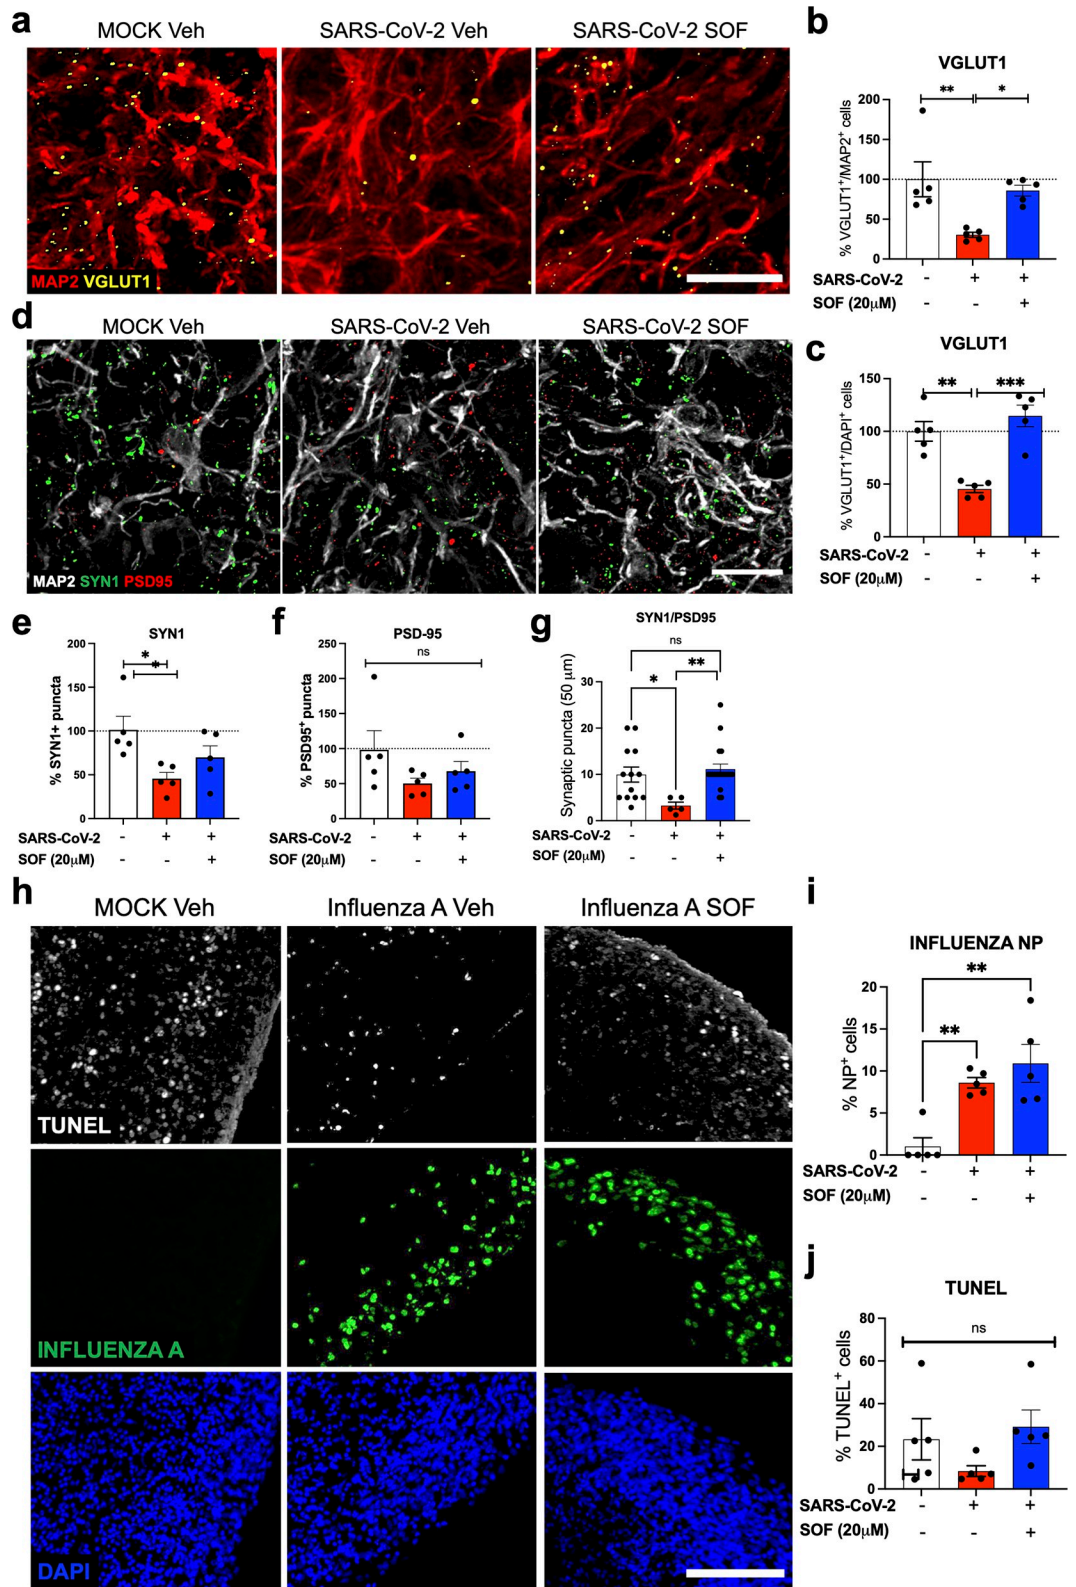 a
MOCK Veh
SARS-CoV-2 Veh
SARS-CoV-2 SOF
MAP2 VGLUT1
b
VGLUT1
** *
200
150
100
50
0
% VGLUT1+/MAP2+ cells
SARS-CoV-2 - + +
SOF (20µM) - - +
c
VGLUT1
** ***
150
100
50
0
% VGLUT1+/DAPI+ cells
SARS-CoV-2 - + +
SOF (20µM) - - +
d
MOCK Veh
SARS-CoV-2 Veh
SARS-CoV-2 SOF
MAP2 SYN1 PSD95
e
SYN1
* *
200
150
100
50
0
% SYN1+ puncta
SARS-CoV-2 - + +
SOF (20µM) - - +
f
PSD-95
ns
200
150
100
50
0
250
% PSD95+ puncta
SARS-CoV-2 - + +
SOF (20µM) - - +
g
SYN1/PSD95
ns
* **
30
20
10
0
Synaptic puncta (50 µm)
SARS-CoV-2 - + +
SOF (20µM) - - +
h
MOCK Veh
Influenza A Veh
Influenza A SOF
TUNEL
INFLUENZA A
DAPI
i
INFLUENZA NP
**
**
20
15
10
5
0
% NP+ cells
SARS-CoV-2 - + +
SOF (20µM) - - +
j
TUNEL
ns
80
60
40
20
0
% TUNEL+ cells
SARS-CoV-2 - + +
SOF (20µM) - - +